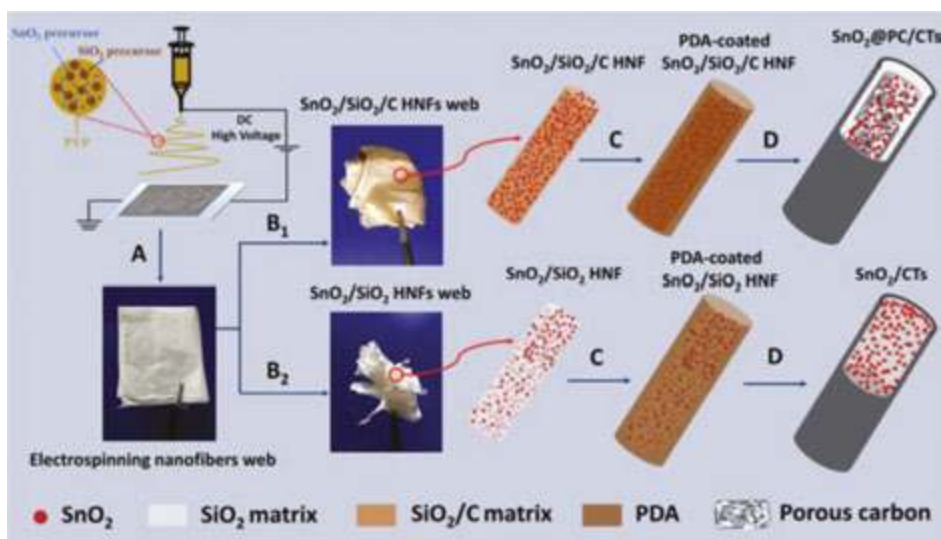 SnO₂ precursor
SiO₂ precursor
PVP
DC
High Voltage
A
Electrospinning nanofibers web
B₁
B₂
SnO₂/SiO₂/C HNFs web
SnO₂/SiO₂ HNFs web
SnO₂/SiO₂/C HNF
C
PDA-coated
SnO₂/SiO₂/C HNF
D
SnO₂@PC/CTs
SnO₂/SiO₂ HNF
C
PDA-coated
SnO₂/SiO₂ HNF
D
SnO₂/CTs
SnO₂
SiO₂ matrix
SiO₂/C matrix
PDA
Porous carbon